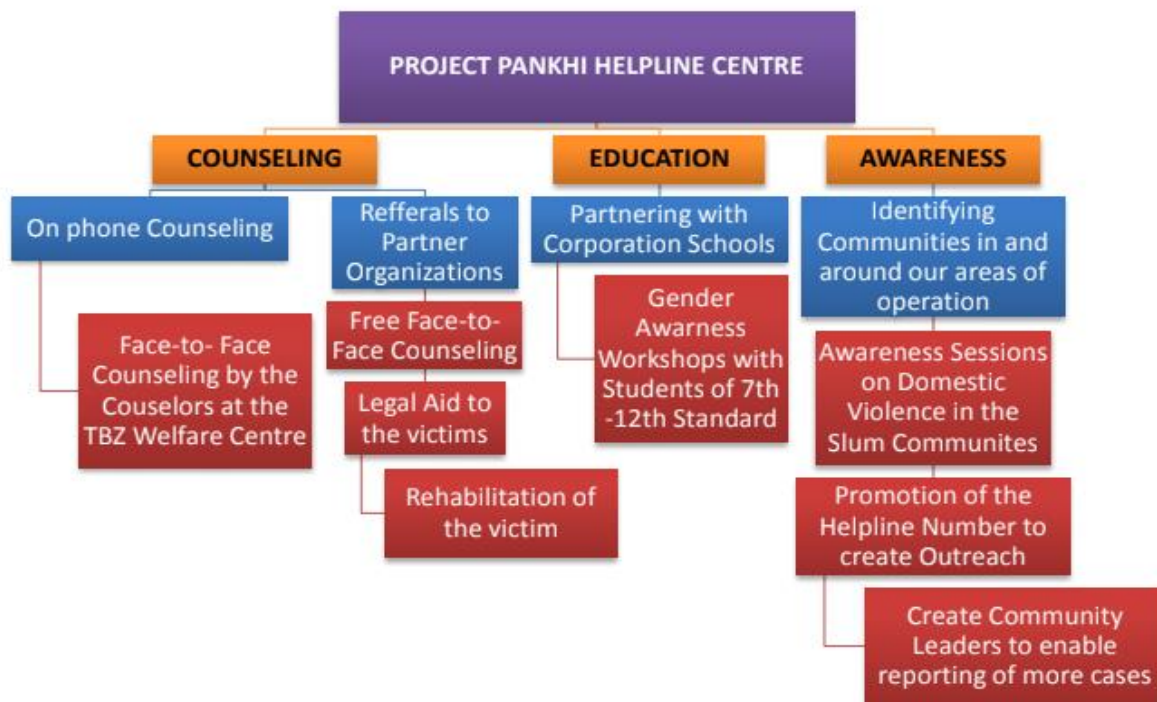 PROJECT PANKHI HELPLINE CENTRE
COUNSELING
On phone Counseling
Face-to- Face
Counseling by the
Couselors at the
TBZ Welfare Centre
Refferals to
Partner
Organizations
Free Face-to-
Face Counseling
Legal Aid to
the victims
Rehabilitation of
the victim
EDUCATION
Partnering with
Corporation Schools
Gender
Awarness
Workshops with
Students of 7th
-12th Standard
AWARENESS
Identifying
Communities in and
around our areas of
operation
Awareness Sessions
on Domestic
Violence in the
Slum Communites
Promotion of the
Helpline Number to
create Outreach
Create Community
Leaders to enable
reporting of more cases